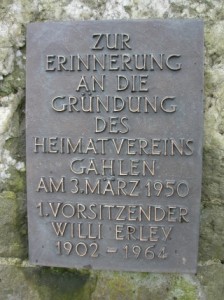 ZUR
ERINNERUNG
AN DIE
GRÜNDUNG
DES
HEIMATVEREINS
GAHLEN
AM 3. MÄRZ 1950
1. VORSITZENDER
WILLI ERLEY
1902 - 1964